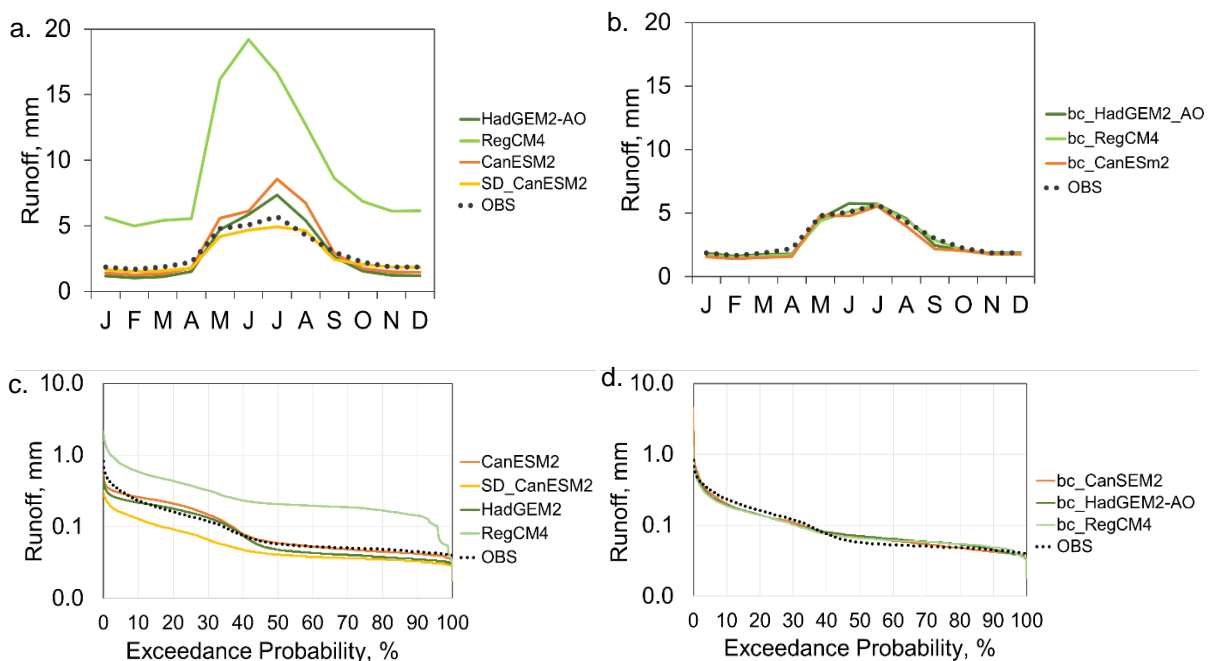 a.
Runoff, mm
20
15
10
5
0
J F M A M J J A S O N D
HadGEM2-AO
RegCM4
CanESM2
SD_CanESM2
OBS
b.
Runoff, mm
20
15
10
5
0
J F M A M J J A S O N D
bc_HadGEM2_AO
bc_RegCM4
bc_CanESm2
OBS
c.
Runoff, mm
10.0
1.0
0.1
0.0
0 10 20 30 40 50 60 70 80 90 100
Exceedance Probability, %
CanESM2
SD_CanESM2
HadGEM2
RegCM4
OBS
d.
Runoff, mm
10.0
1.0
0.1
0.0
0 10 20 30 40 50 60 70 80 90 100
Exceedance Probability, %
bc_CanSEM2
bc_HadGEM2-AO
bc_RegCM4
OBS